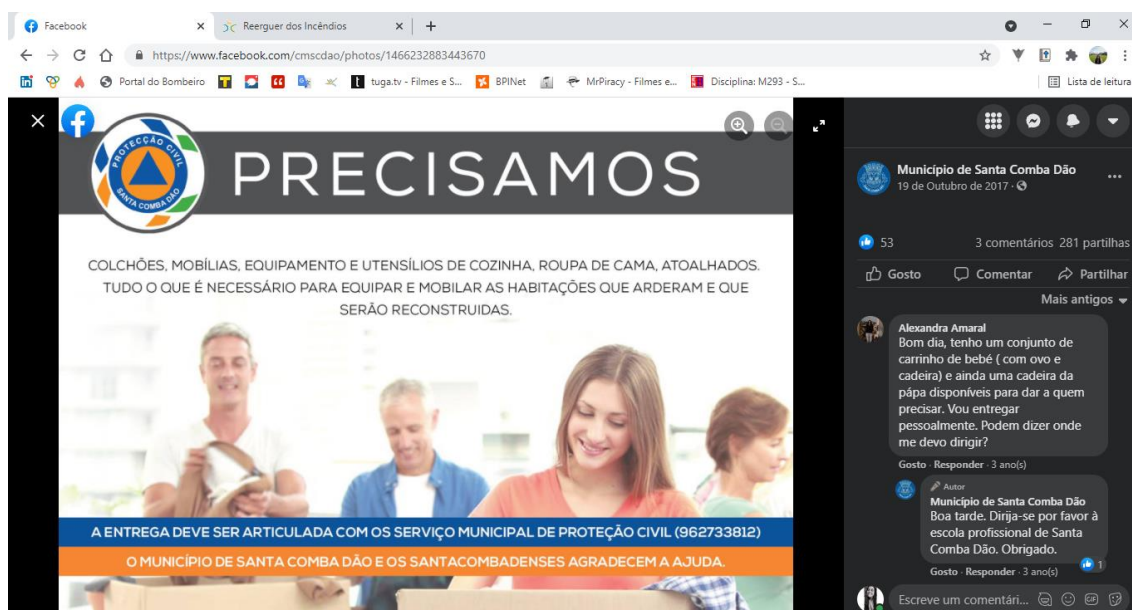 Facebook
Reerguer dos Incêndios
https://www.facebook.com/cmscdao/photos/1466232883443670
Portal do Bombeiro
tuga.tv - Filmes e S...
BPINet
MrPiracy - Filmes e...
Disciplina: M293 - S...
Lista de leitura
PROTECÇÃO CIVIL
SANTA COMBA DÃO
PRECISAMOS
COLCHÕES, MOBÍLIAS, EQUIPAMENTO E UTENSÍLIOS DE COZINHA, ROUPA DE CAMA, ATOALHADOS.
TUDO O QUE É NECESSÁRIO PARA EQUIPAR E MOBILAR AS HABITAÇÕES QUE ARDERAM E QUE
SERÃO RECONSTRUIDAS.
A ENTREGA DEVE SER ARTICULADA COM OS SERVIÇO MUNICIPAL DE PROTEÇÃO CIVIL (962733812)
O MUNICÍPIO DE SANTA COMBA DÃO E OS SANTACOMBADENSES AGRADECEM A AJUDA.
Município de Santa Comba Dão
19 de Outubro de 2017 ·
53
3 comentários 281 partilhas
Gosto
Comentar
Partilhar
Mais antigos
Alexandra Amaral
Bom dia, tenho um conjunto de
carrinho de bebé ( com ovo e
cadeira) e ainda uma cadeira da
pápa disponíveis para dar a quem
precisar. Vou entregar
pessoalmente. Podem dizer onde
me devo dirigir?
Gosto · Responder · 3 ano(s)
Autor
Município de Santa Comba Dão
Boa tarde. Dirija-se por favor à
escola profissional de Santa
Comba Dão. Obrigado.
1
Gosto · Responder · 3 ano(s)
Escreve um comentári...
GIF